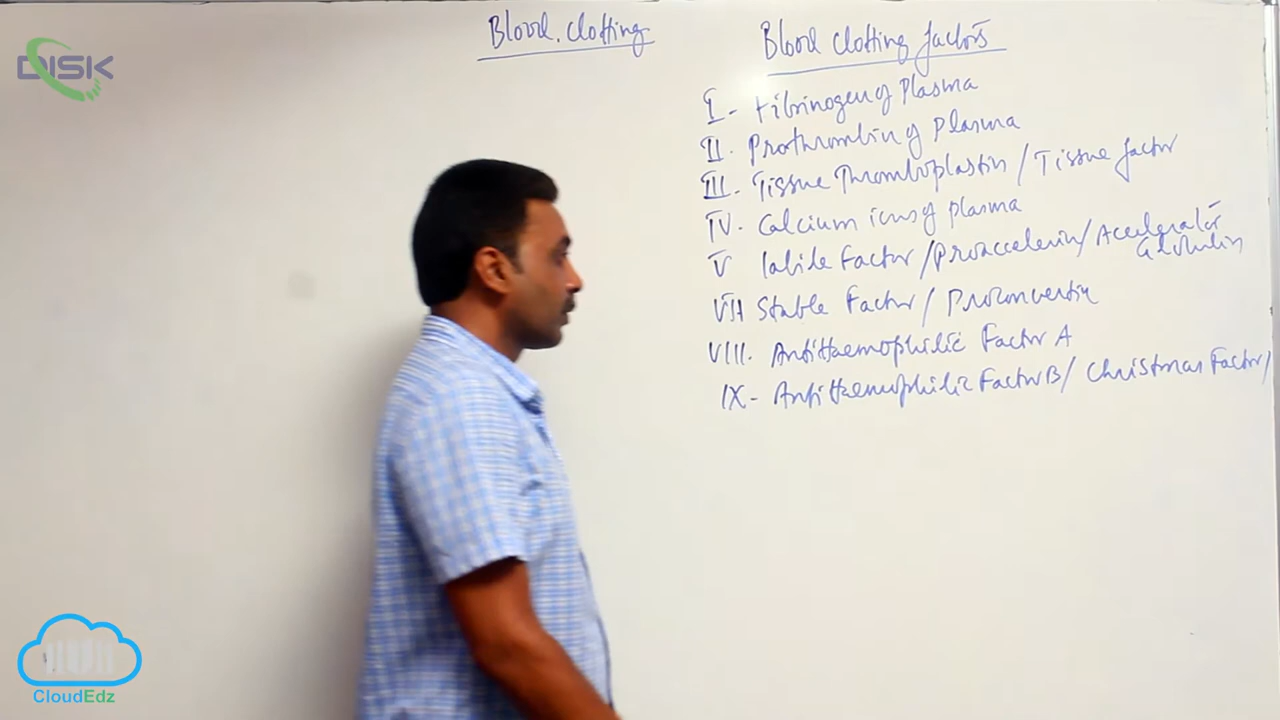 DISK
Blood.clotting
Blood clotting factors
I - Fibrinogen of Plasma
II. Prothrombin of plasma
III. Tissue Thromboplastin / Tissue factor
IV. Calcium ions of plasma
V labile Factor / Proaccelerin / Accelerator
Globulin
VII Stable Factor / Proconvertin
VIII. AntiHaemophilic Factor A
IX - AntiHaemophilic Factor B / Christmas Factor /
CloudEdz